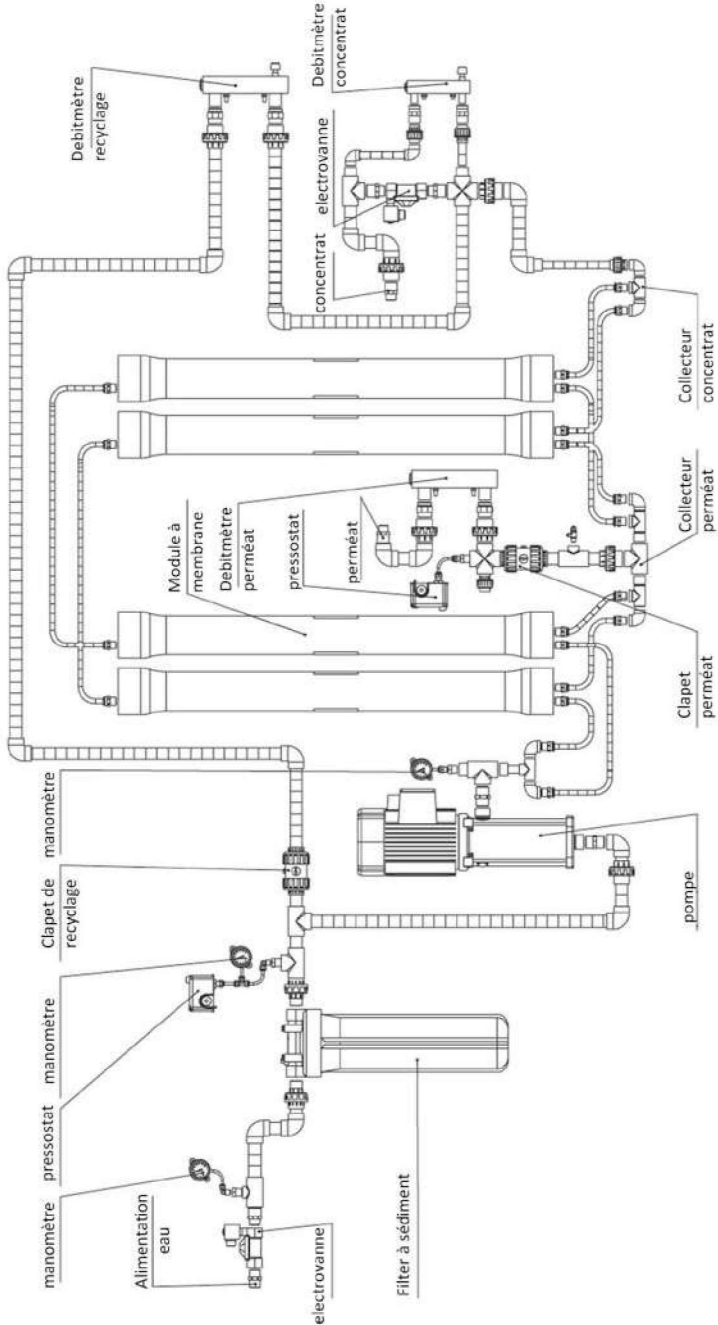 manomètre
pressostat
manomètre
Clapet de
recyclage
manomètre
Debitmètre
recyclage
Alimentation
eau
Module à
membrane
Debitmètre
perméat
pressostat
perméat
concentrat
electrovanne
Debitmètre
concentrat
electrovanne
Filter à sédiment
pompe
Clapet
perméat
Collecteur
perméat
Collecteur
concentrat